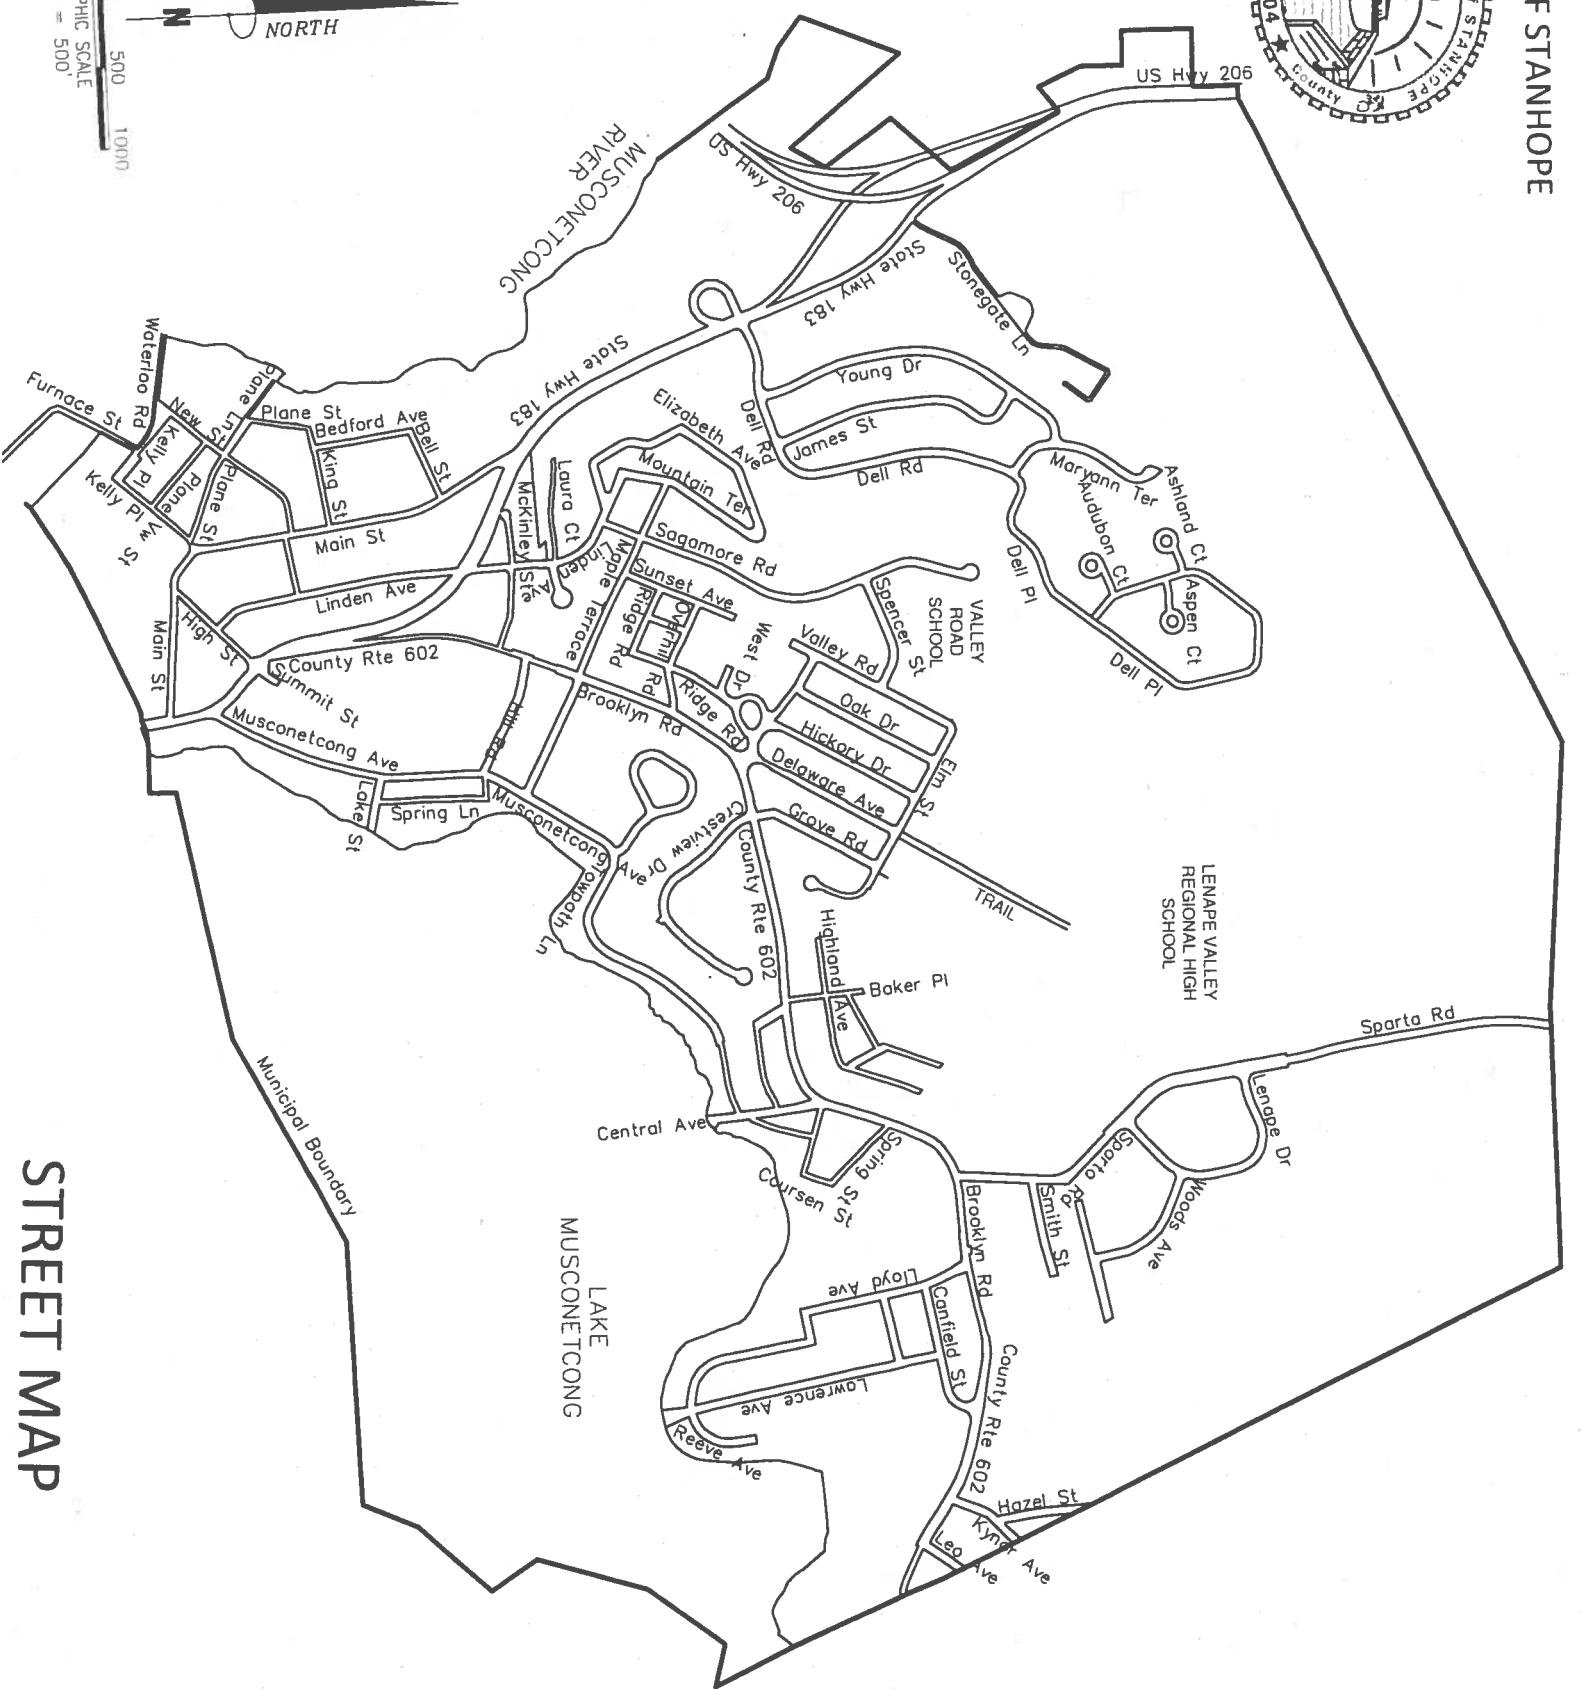 F STANHOPE
F STANHOPE
04 ★
County
N
NORTH
PHIC SCALE
= 500'
500
1000
US Hwy 206
US Hwy 206
MUSCONETCONG
RIVER
State Hwy 183
Stonegate Ln
State Hwy 183
Young Dr
James St
Dell Rd
Dell Rd
Maryann Ter
Ashland Ct
Audubon Ct
Aspen Ct
Dell Pl
Dell Pl
Waterloo Rd
Furnace St
Plane Ln
New St
Plane St
Bedford Ave
Bell St
King St
Kelly Pl
Kelly Pl
Plane
Vw St
Plane St
Main St
Linden Ave
High St
Main St
Elizabeth Ave
Mountain Ter
Laura Ct
McKinley St
Linden Ave
Maple Terrace
Sagamore Rd
Sunset Ave
Overhill Rd
Ridge Rd
West Dr
Ridge Rd
Spencer St
VALLEY
ROAD
SCHOOL
Valley Rd
Oak Dr
Hickory Dr
Delaware Ave
Grove Rd
Elm St
TRAIL
County Rte 602
Summit St
Musconetcong Ave
Hill Rd
Brooklyn Rd
Lake St
Spring Ln
Musconetcong Ave
Towpath Ln
Crestview Dr
County Rte 602
Highland Ave
Baker Pl
LENAPE VALLEY
REGIONAL HIGH
SCHOOL
Sparta Rd
Lenape Dr
Sparta Rd
Woods Ave
Smith St
Central Ave
Spring St
Coursen St
Brooklyn Rd
Lloyd Ave
Canfield St
Lawrence Ave
County Rte 602
Reeve Ave
Hazel St
Kynor Ave
Leo Ave
LAKE
MUSCONETCONG
Municipal Boundary
STREET MAP